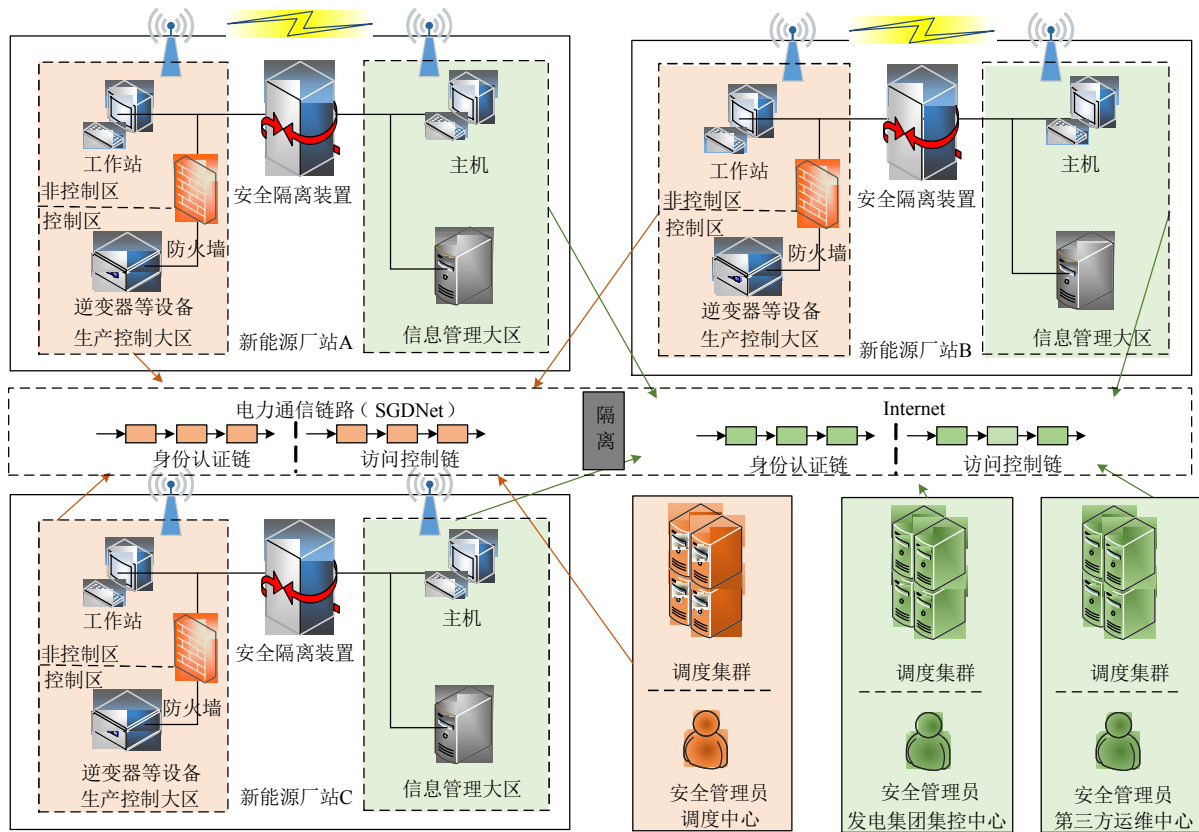 工作站
主机
非控制区
控制区
安全隔离装置
防火墙
逆变器等设备
生产控制大区
新能源厂站A
信息管理大区
工作站
主机
非控制区
控制区
安全隔离装置
防火墙
逆变器等设备
生产控制大区
新能源厂站B
信息管理大区
电力通信链路（SGDNet）
身份认证链
访问控制链
隔离
Internet
身份认证链
访问控制链
工作站
主机
非控制区
控制区
安全隔离装置
防火墙
逆变器等设备
生产控制大区
新能源厂站C
信息管理大区
调度集群
安全管理员
调度中心
调度集群
安全管理员
发电集团集控中心
调度集群
安全管理员
第三方运维中心